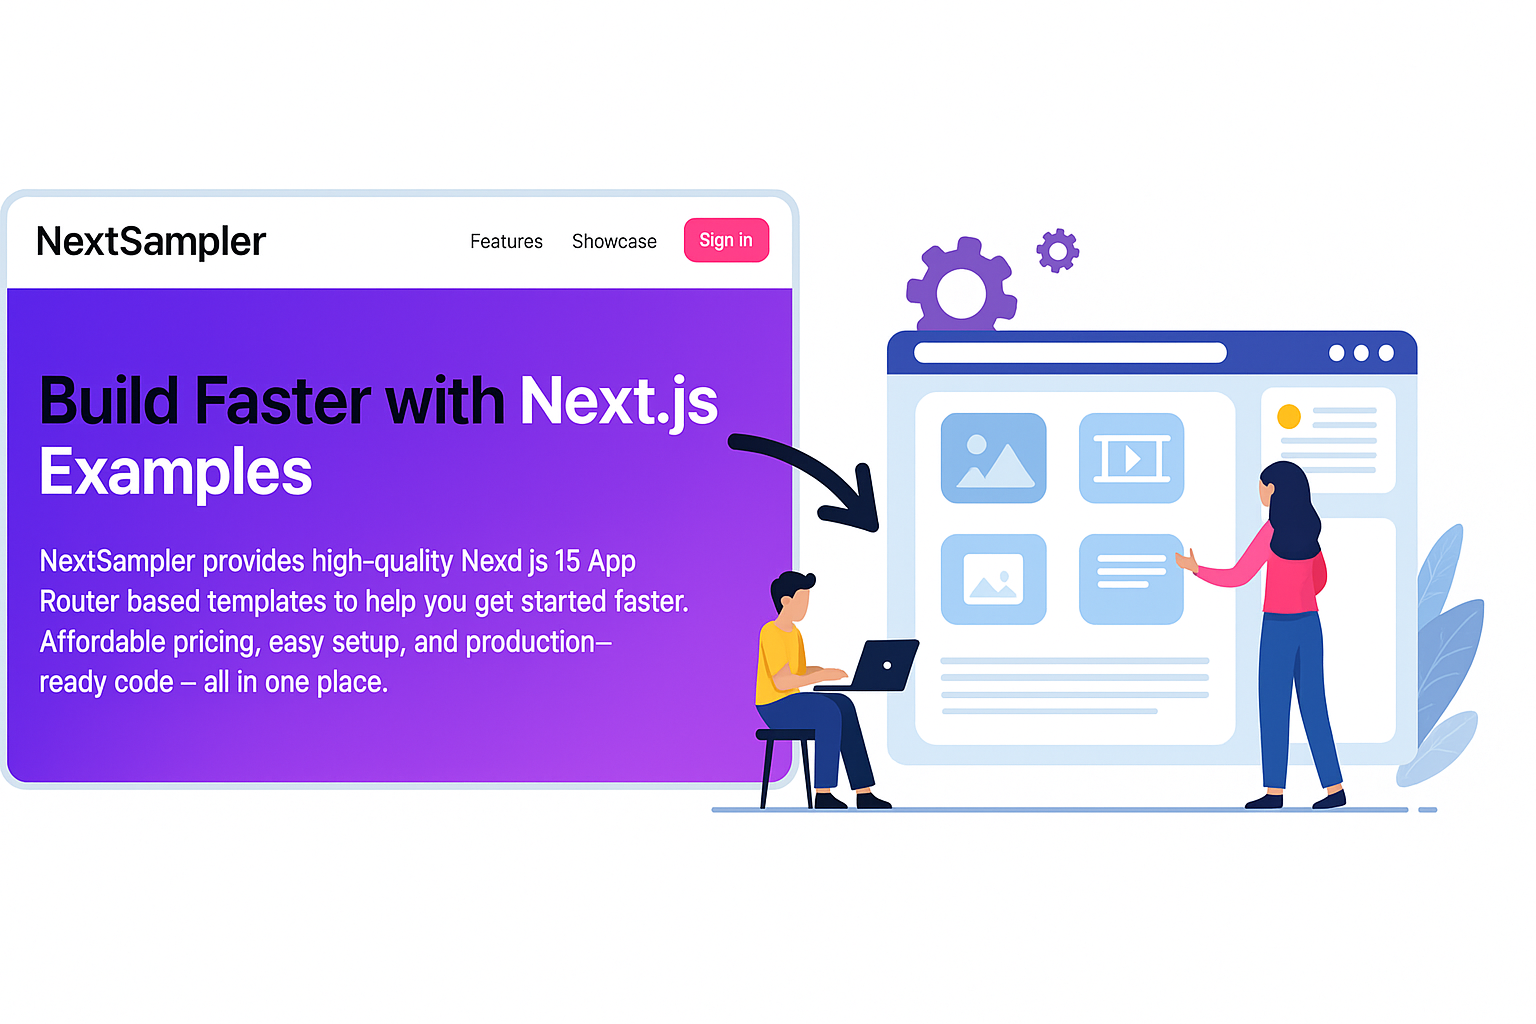 NextSampler
Features Showcase Sign in
Build Faster with Next.js
Examples
NextSampler provides high-quality Nexd js 15 App
Router based templates to help you get started faster.
Affordable pricing, easy setup, and production–
ready code – all in one place.